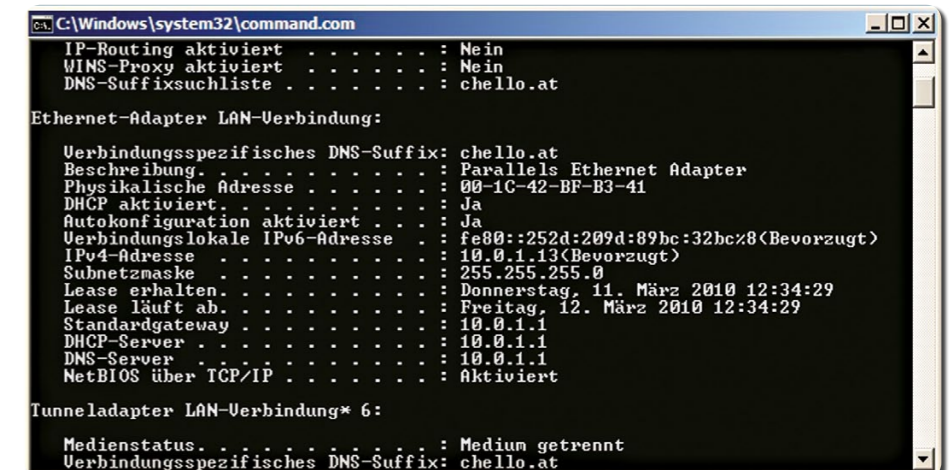 C:\Windows\system32\command.com
IP-Routing aktiviert . . . . . . : Nein
WINS-Proxy aktiviert . . . . . . : Nein
DNS-Suffixsuchliste . . . . . . . : chello.at
Ethernet-Adapter LAN-Verbindung:
Verbindungsspezifisches DNS-Suffix: chello.at
Beschreibung. . . . . . . . . . . : Parallels Ethernet Adapter
Physikalische Adresse . . . . . . : 00-1C-42-BF-B3-41
DHCP aktiviert. . . . . . . . . . : Ja
Autokonfiguration aktiviert . . . : Ja
Verbindungslokale IPv6-Adresse . : fe80::252d:209d:89bc:32bc%8(Bevorzugt)
IPv4-Adresse . . . . . . . . . . : 10.0.1.13(Bevorzugt)
Subnetzmaske . . . . . . . . . . : 255.255.255.0
Lease erhalten. . . . . . . . . . : Donnerstag, 11. März 2010 12:34:29
Lease läuft ab. . . . . . . . . . : Freitag, 12. März 2010 12:34:29
Standardgateway . . . . . . . . . : 10.0.1.1
DHCP-Server . . . . . . . . . . . : 10.0.1.1
DNS-Server . . . . . . . . . . . : 10.0.1.1
NetBIOS über TCP/IP . . . . . . . : Aktiviert
Tunneladapter LAN-Verbindung* 6:
Medienstatus. . . . . . . . . . . : Medium getrennt
Verbindungsspezifisches DNS-Suffix: chello.at